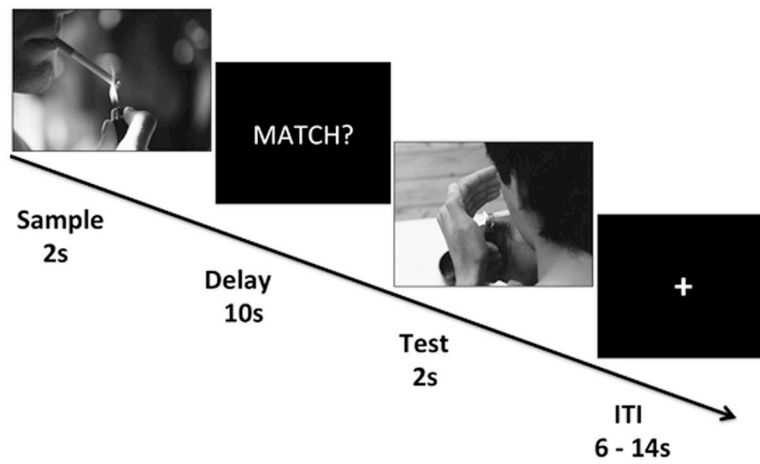 MATCH?
Sample
2s
Delay
10s
Test
2s
+
ITI
6 - 14s